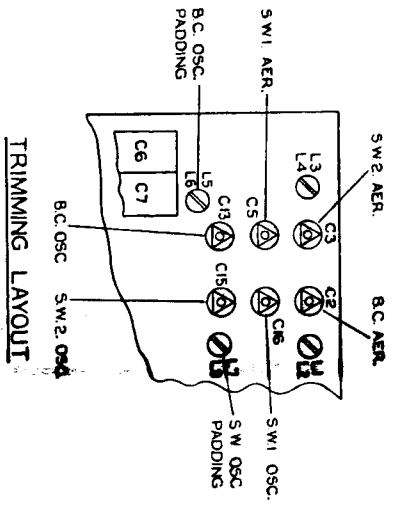 S W 2. AER.
B.C. AER.
C3
C2
L3
L4
L1
L2
S W.1. AER.
C5
C16
S W.1 OSC.
B.C. OSC.
PADDING
L5
L6
C13
C15
L7
L8
S W OSC
PADDING
C6
C7
B.C. OSC
S.W.2. OSC
TRIMMING LAYOUT